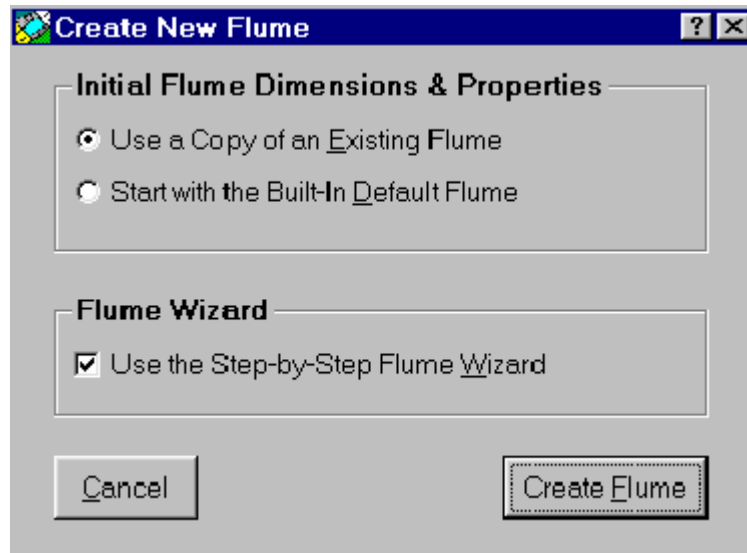 Create New Flume
Initial Flume Dimensions & Properties
Use a Copy of an Existing Flume
Start with the Built-In Default Flume
Flume Wizard
Use the Step-by-Step Flume Wizard
Cancel
Create Flume